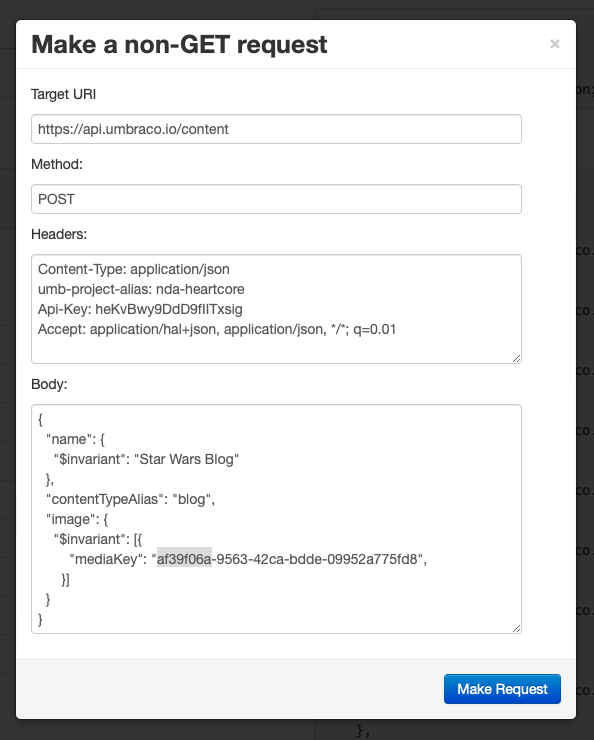 Make a non-GET request
×
Target URI
https://api.umbraco.io/content
Method:
POST
Headers:
Content-Type: application/json
umb-project-alias: nda-heartcore
Api-Key: heKvBwy9DdD9fIlTxsig
Accept: application/hal+json, application/json, */*; q=0.01
Body:
{
"name": {
"$invariant": "Star Wars Blog"
},
"contentTypeAlias": "blog",
"image": {
"$invariant": [{
"mediaKey": "af39f06a-9563-42ca-bdde-09952a775fd8",
}]
}
}
Make Request
},